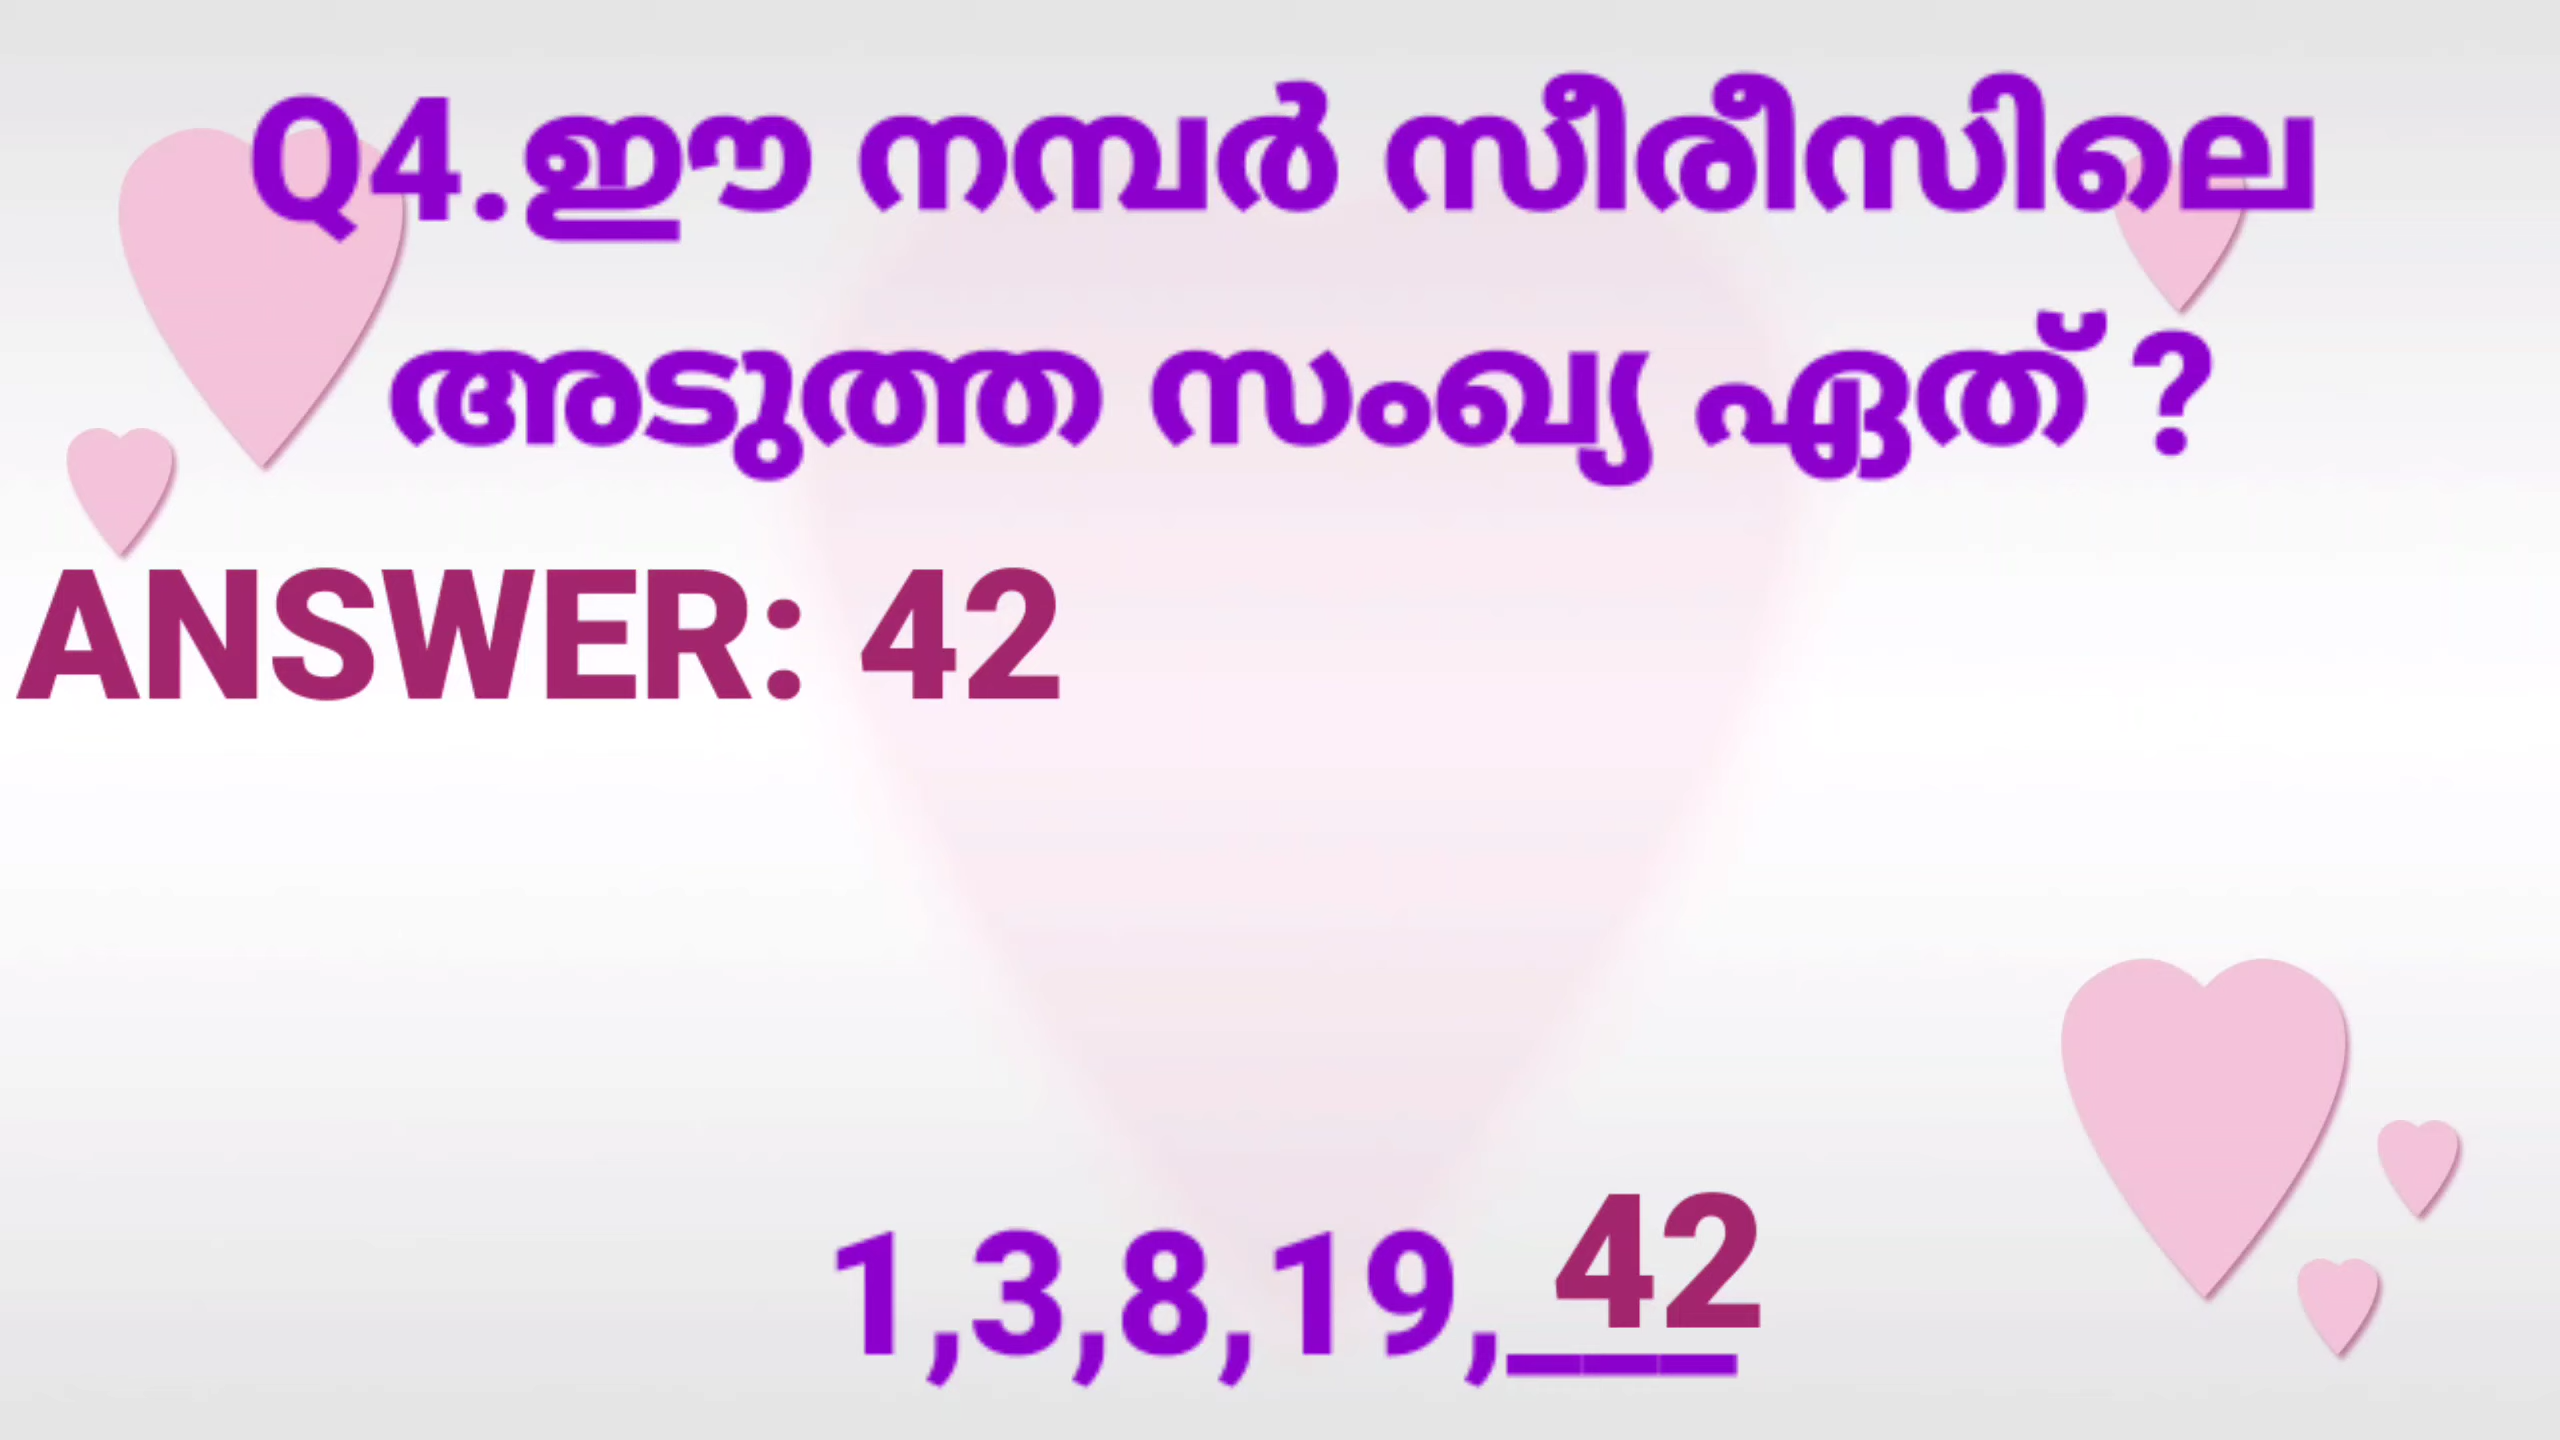 Q4.ഈ നമ്പർ സീരീസിലെ
അടുത്ത സംഖ്യ ഏത് ?
ANSWER: 42
1,3,8,19,___ 42